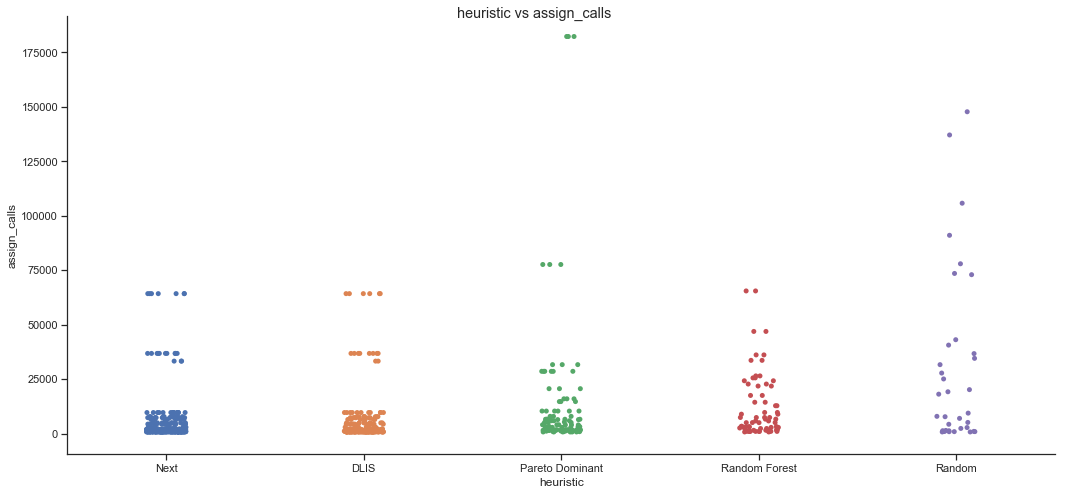 heuristic vs assign_calls
175000
150000
125000
100000
75000
50000
25000
0
assign_calls
Next
DLIS
Pareto Dominant
Random Forest
Random
heuristic